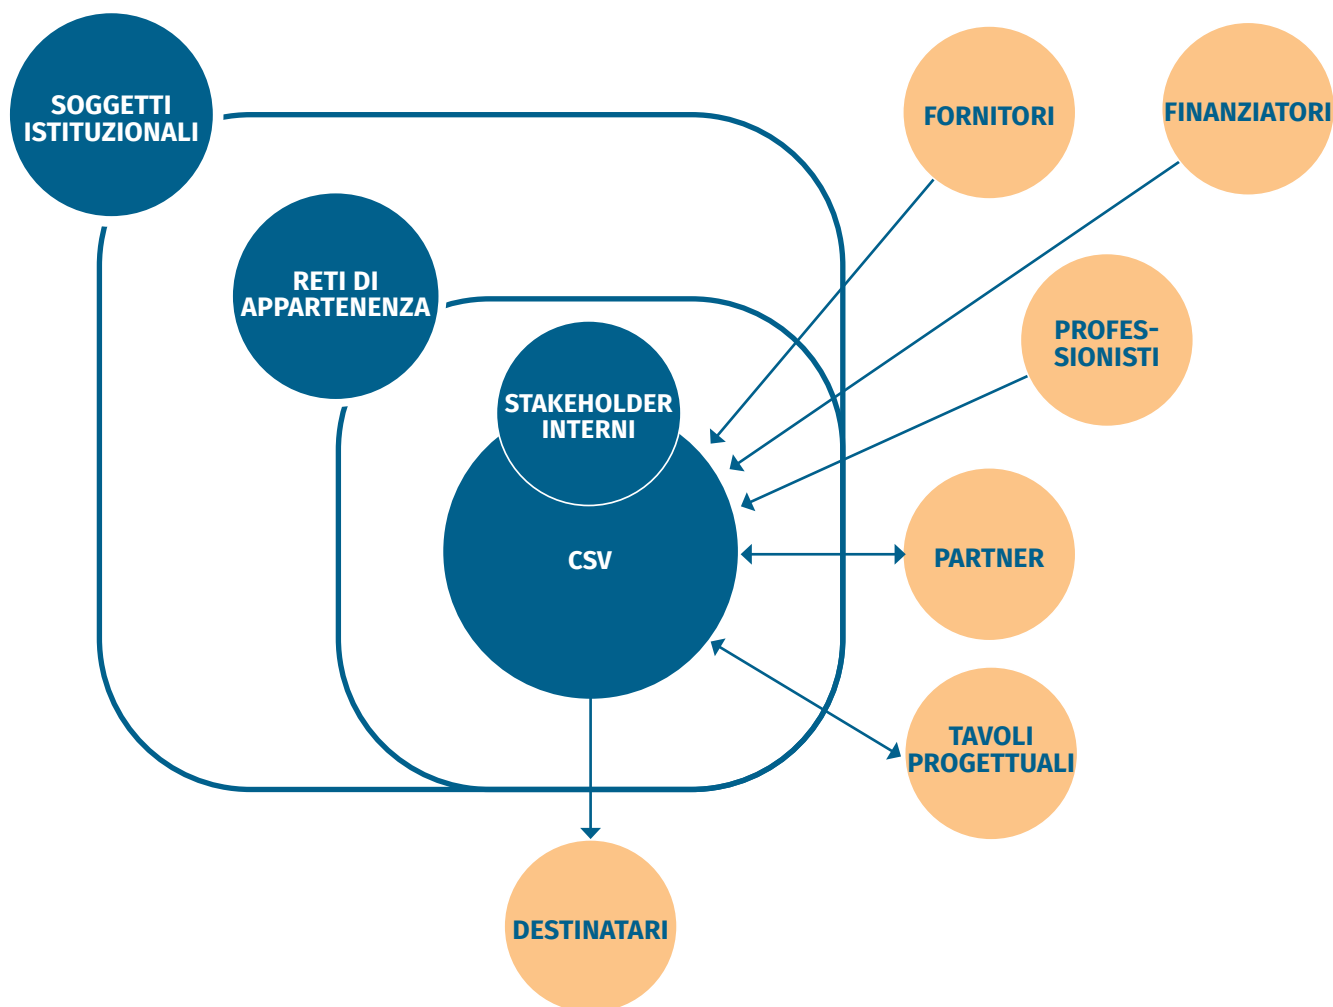 SOGGETTI
ISTITUZIONALI
FORNITORI
FINANZIATORI
RETI DI
APPARTENENZA
PROFES-
SIONISTI
STAKEHOLDER
INTERNI
CSV
PARTNER
TAVOLI
PROGETTUALI
DESTINATARI